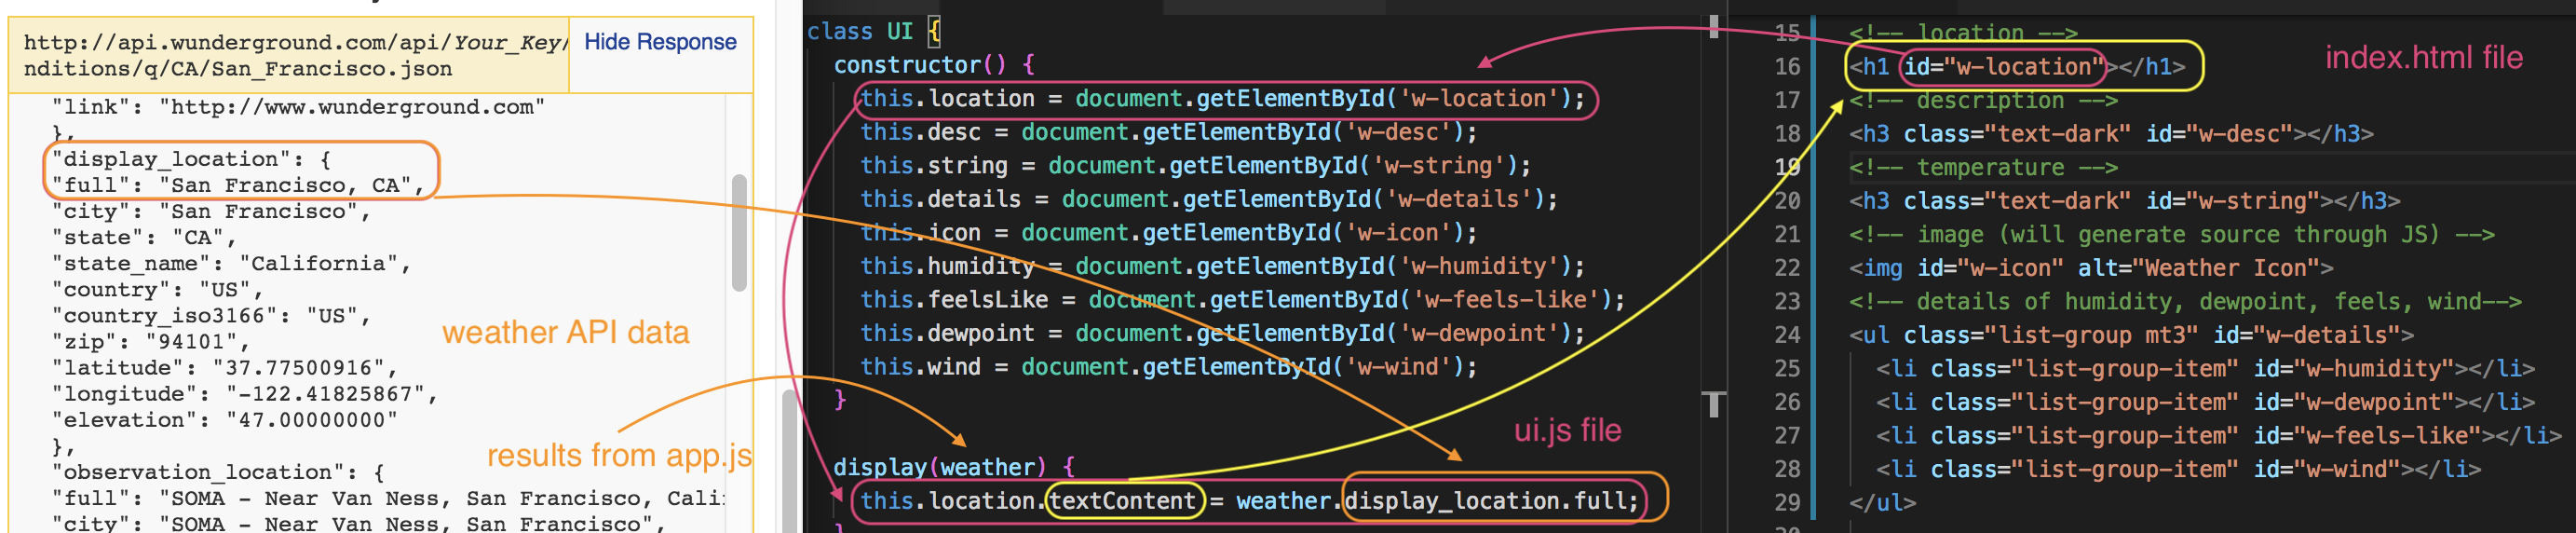 http://api.wunderground.com/api/Your_Key/
nditions/q/CA/San_Francisco.json
Hide Response
"link": "http://www.wunderground.com"
},
"display_location": {
"full": "San Francisco, CA",
"city": "San Francisco",
"state": "CA",
"state_name": "California",
"country": "US",
"country_iso3166": "US",
"zip": "94101",
"latitude": "37.77500916",
"longitude": "-122.41825867",
"elevation": "47.00000000"
},
"observation_location": {
"full": "SOMA - Near Van Ness, San Francisco, Cali
"city": "SOMA - Near Van Ness, San Francisco",
weather API data
results from app.js
class UI {
constructor() {
this.location = document.getElementById('w-location');
this.desc = document.getElementById('w-desc');
this.string = document.getElementById('w-string');
this.details = document.getElementById('w-details');
this.icon = document.getElementById('w-icon');
this.humidity = document.getElementById('w-humidity');
this.feelsLike = document.getElementById('w-feels-like');
this.dewpoint = document.getElementById('w-dewpoint');
this.wind = document.getElementById('w-wind');
}
ui.js file
display(weather) {
this.location.textContent = weather.display_location.full;
}
index.html file
15 <!-- location -->
16 <h1 id="w-location"></h1>
17 <!-- description -->
18 <h3 class="text-dark" id="w-desc"></h3>
19 <!-- temperature -->
20 <h3 class="text-dark" id="w-string"></h3>
21 <!-- image (will generate source through JS) -->
22 <img id="w-icon" alt="Weather Icon">
23 <!-- details of humidity, dewpoint, feels, wind-->
24 <ul class="list-group mt3" id="w-details">
25 <li class="list-group-item" id="w-humidity"></li>
26 <li class="list-group-item" id="w-dewpoint"></li>
27 <li class="list-group-item" id="w-feels-like"></li>
28 <li class="list-group-item" id="w-wind"></li>
29 </ul>